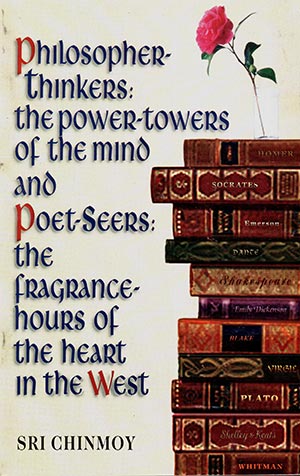 Philosopher-
Thinkers:
the power-towers
of the mind
and
Poet-Seers:
the
fragrance-
hours of
the heart
in the West
SRI CHINMOY
HOMER
SOCRATES
Emerson
DANTE
Shakespeare
Emily Dickenson
BLAKE
VIRGIL
PLATO
Shelley & Keats
WHITMAN